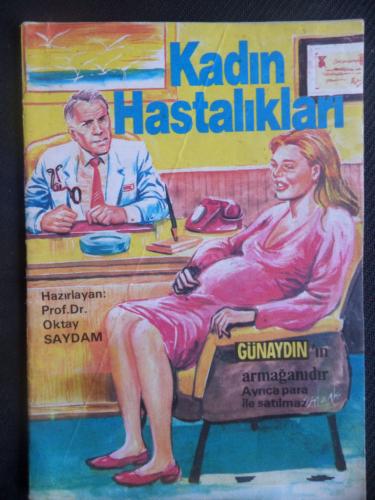 Kadın
Hastalıkları
Hazırlayan:
Prof.Dr.
Oktay
SAYDAM
GÜNAYDIN'ın
armağanıdır
Ayrıca para
ile satılmaz